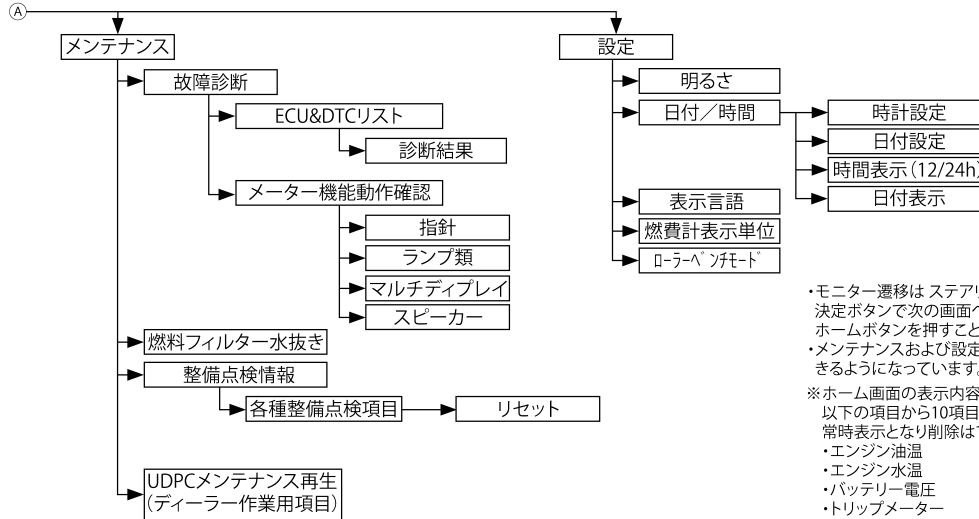 Ⓐ
メンテナンス
故障診断
ECU&DTCリスト
診断結果
メーター機能動作確認
指針
ランプ類
マルチディプレイ
スピーカー
燃料フィルター水抜き
整備点検情報
各種整備点検項目
リセット
UDPCメンテナンス再生
(ディーラー作業用項目)
設定
明るさ
日付／時間
時計設定
日付設定
時間表示(12/24h)
日付表示
表示言語
燃費計表示単位
ﾛｰﾗｰﾍﾞﾝﾁﾓｰﾄﾞ
・モニター遷移は ステアリ
決定ボタンで次の画面へ
ホームボタンを押すこと
・メンテナンスおよび設定
きるようになっています。
※ホーム画面の表示内容
以下の項目から10項目
常時表示となり削除は
・エンジン油温
・エンジン水温
・バッテリー電圧
・トリップメーター